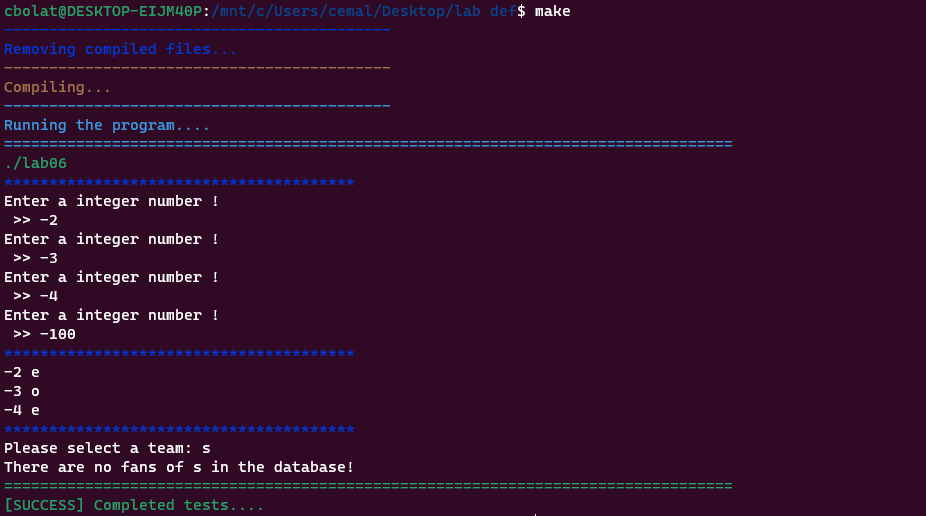 cbolat@DESKTOP-EIJM40P:/mnt/c/Users/cemal/Desktop/lab def$ make
-------------------------------------------
Removing compiled files...
-------------------------------------------
Compiling...
-------------------------------------------
Running the program....
=================================================================================
./lab06
***************************************
Enter a integer number !
 >> -2
Enter a integer number !
 >> -3
Enter a integer number !
 >> -4
Enter a integer number !
 >> -100
***************************************
-2 e
-3 o
-4 e
***************************************
Please select a team: s
There are no fans of s in the database!
=================================================================================
[SUCCESS] Completed tests....